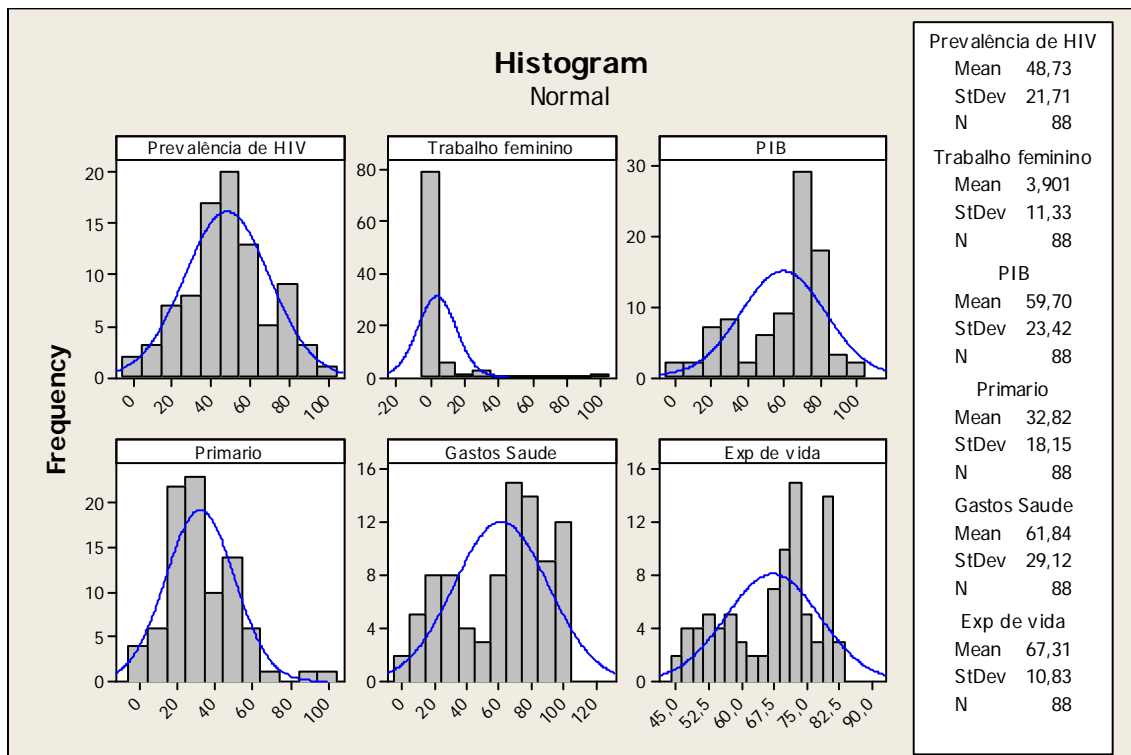 Histogram
Normal
Frequency
Prevalência de HIV
20
15
10
5
0
0 20 40 60 80 100
Trabalho feminino
80
60
40
20
0
-20 0 20 40 60 80 100
PIB
30
20
10
0
0 20 40 60 80 100
Primario
20
15
10
5
0
0 20 40 60 80 100
Gastos Saude
16
12
8
4
0
0 20 40 60 80 100 120
Exp de vida
16
12
8
4
0
45,0 52,5 60,0 67,5 75,0 82,5 90,0
Prevalência de HIV
Mean 48,73
StDev 21,71
N 88
Trabalho feminino
Mean 3,901
StDev 11,33
N 88
PIB
Mean 59,70
StDev 23,42
N 88
Primario
Mean 32,82
StDev 18,15
N 88
Gastos Saude
Mean 61,84
StDev 29,12
N 88
Exp de vida
Mean 67,31
StDev 10,83
N 88